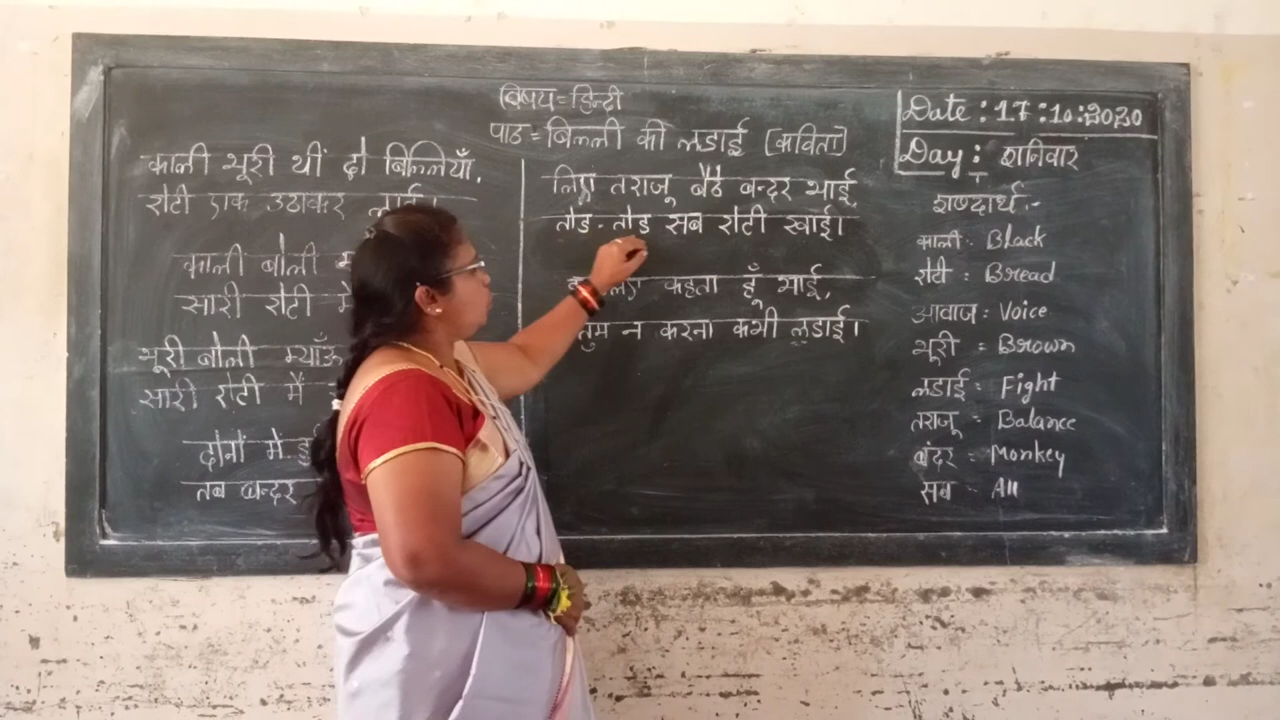 विषय = हिन्दी
पाठ = बिल्ली की लडाई [कविता]
काली भूरी थीं दो बिल्लियाँ,
रोटी एक उठाकर लाई।
काली बोली
सारी रोटी
भूरी बोली म्याँऊ
सारी रोटी मैं
दोनों मे
तब बन्दर
लिए तराजू बैठे बन्दर भाई,
तोड - तोड सब रोटी खाई।
कहता हूँ भाई,
तुम न करना कभी लडाई।
Date : 17 :10:2020
Day : शनिवार
शब्दार्थ :-
काली - Black
रोटी : Bread
आवाज : Voice
भूरी = Brown
लडाई = Fight
तराजू = Balance
बंदर = Monkey
सब - All